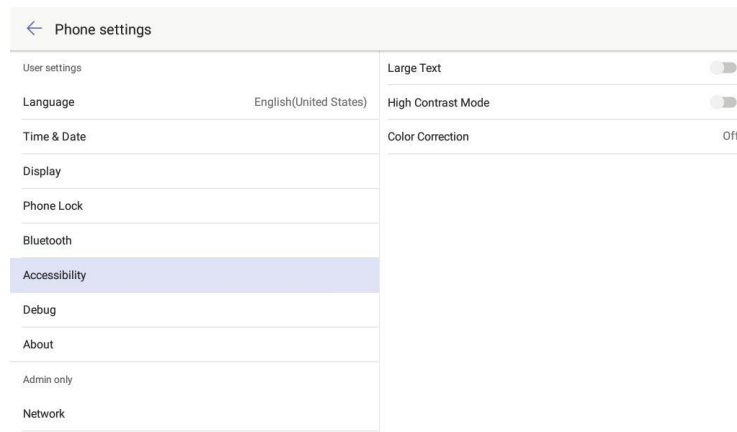 Phone settings
User settings
Language English(United States)
Time & Date
Display
Phone Lock
Bluetooth
Accessibility
Debug
About
Admin only
Network
Large Text
High Contrast Mode
Color Correction Off